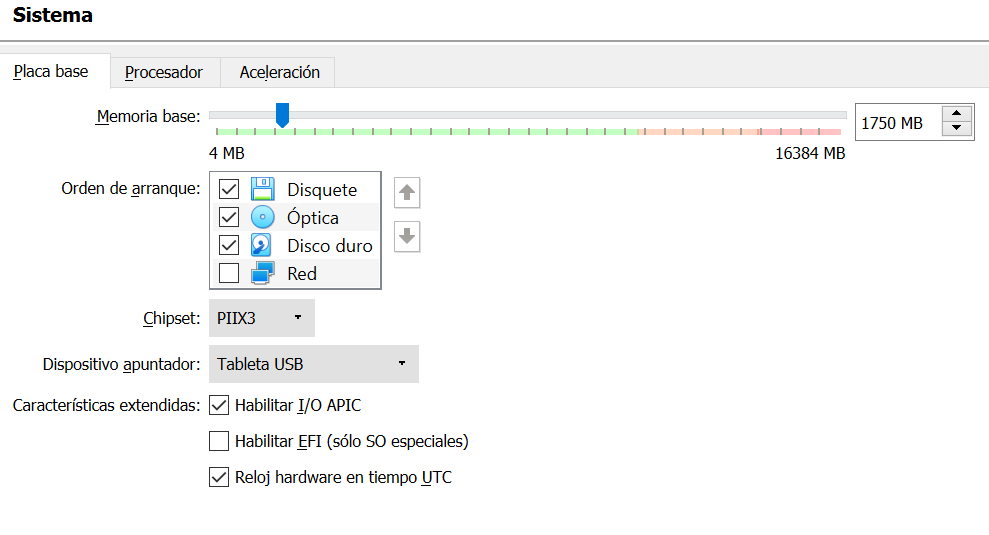 Sistema
Placa base Procesador Aceleración
Memoria base: 1750 MB
4 MB 16384 MB
Orden de arranque: Disquete
Óptica
Disco duro
Red
Chipset: PIIX3
Dispositivo apuntador: Tableta USB
Características extendidas: Habilitar I/O APIC
Habilitar EFI (sólo SO especiales)
Reloj hardware en tiempo UTC